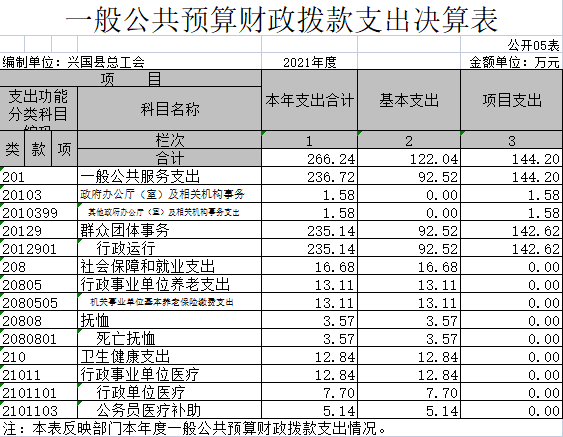 一般公共预算财政拨款支出决算表
公开05表
编制单位：兴国县总工会 2021年度 金额单位：万元
项 目 本年支出合计 基本支出 项目支出
支出功能分类科目 科目名称
类 款 项 栏次 1 2 3
合计 266.24 122.04 144.20
201 一般公共服务支出 236.72 92.52 144.20
20103 政府办公厅（室）及相关机构事务 1.58 0.00 1.58
2010399 其他政府办公厅（室）及相关机构事务支出 1.58 0.00 1.58
20129 群众团体事务 235.14 92.52 142.62
2012901 行政运行 235.14 92.52 142.62
208 社会保障和就业支出 16.68 16.68 0.00
20805 行政事业单位养老支出 13.11 13.11 0.00
2080505 机关事业单位基本养老保险缴费支出 13.11 13.11 0.00
20808 抚恤 3.57 3.57 0.00
2080801 死亡抚恤 3.57 3.57 0.00
210 卫生健康支出 12.84 12.84 0.00
21011 行政事业单位医疗 12.84 12.84 0.00
2101101 行政单位医疗 7.70 7.70 0.00
2101103 公务员医疗补助 5.14 5.14 0.00
注：本表反映部门本年度一般公共预算财政拨款支出情况。